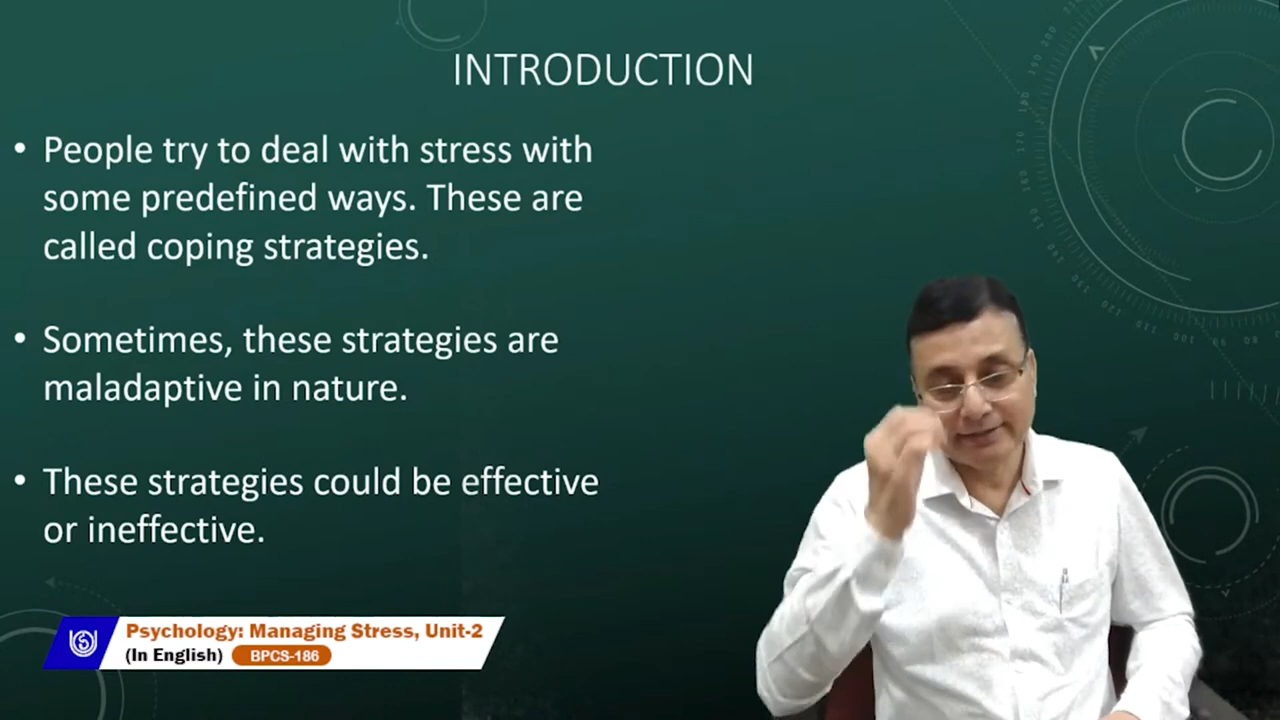 INTRODUCTION
• People try to deal with stress with
some predefined ways. These are
called coping strategies.
• Sometimes, these strategies are
maladaptive in nature.
• These strategies could be effective
or ineffective.
Psychology: Managing Stress, Unit-2
(In English) BPCS-186